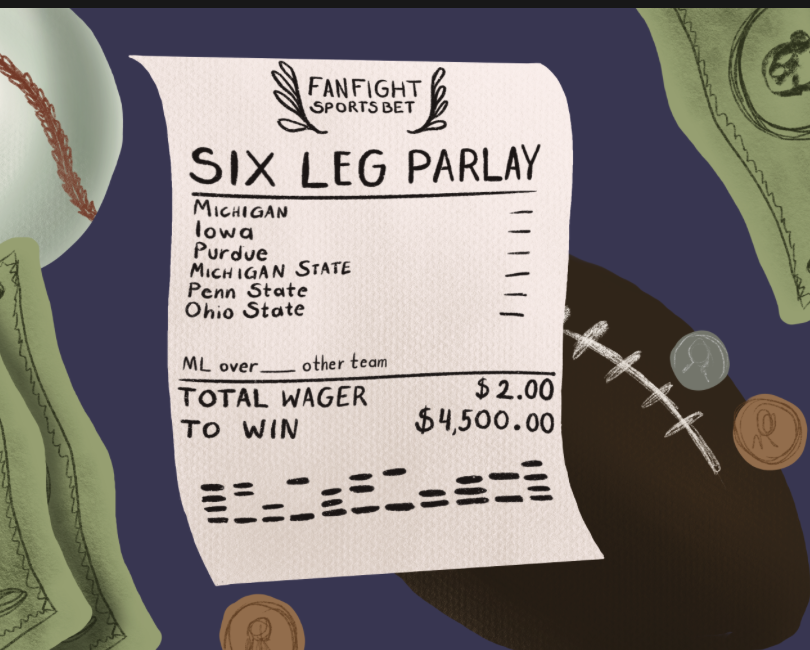 FANFIGHT
SPORTSBET
SIX LEG PARLAY
MICHIGAN —
Iowa —
Purdue —
MICHIGAN STATE —
Penn State —
Ohio State —
ML over ___ other team
TOTAL WAGER $2.00
TO WIN $4,500.00